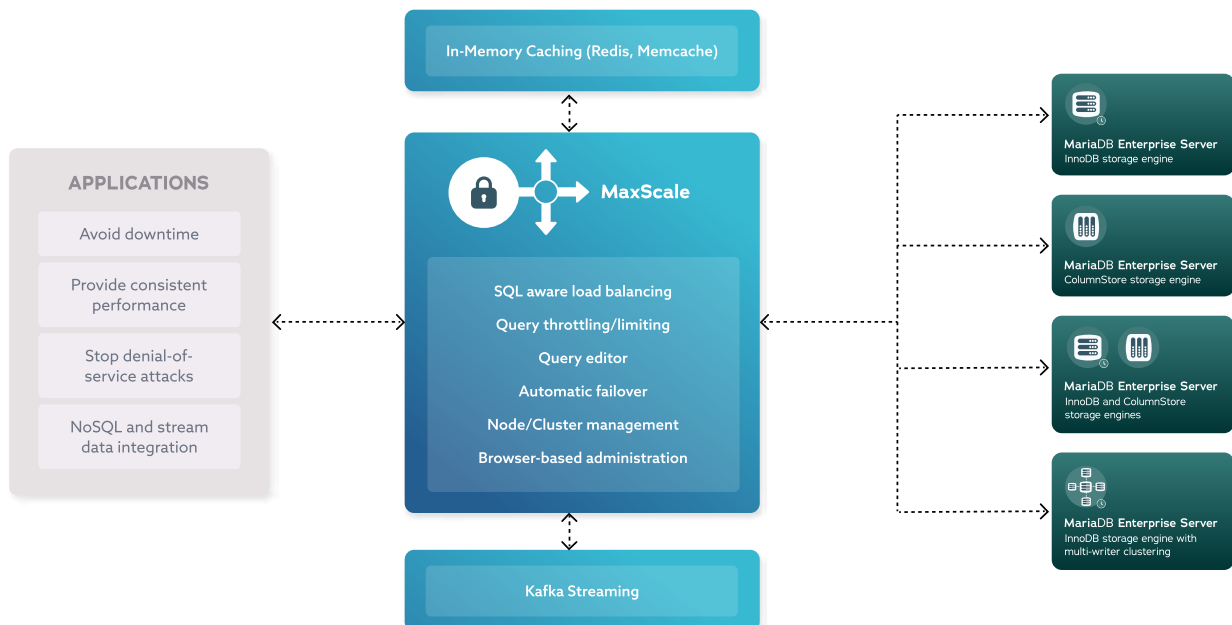 In-Memory Caching (Redis, Memcache)
APPLICATIONS
Avoid downtime
Provide consistent
performance
Stop denial-of-
service attacks
NoSQL and stream
data integration
MaxScale
SQL aware load balancing
Query throttling/limiting
Query editor
Automatic failover
Node/Cluster management
Browser-based administration
Kafka Streaming
MariaDB Enterprise Server
InnoDB storage engine
MariaDB Enterprise Server
ColumnStore storage engine
MariaDB Enterprise Server
InnoDB and ColumnStore
storage engines
MariaDB Enterprise Server
InnoDB storage engine with
multi-writer clustering